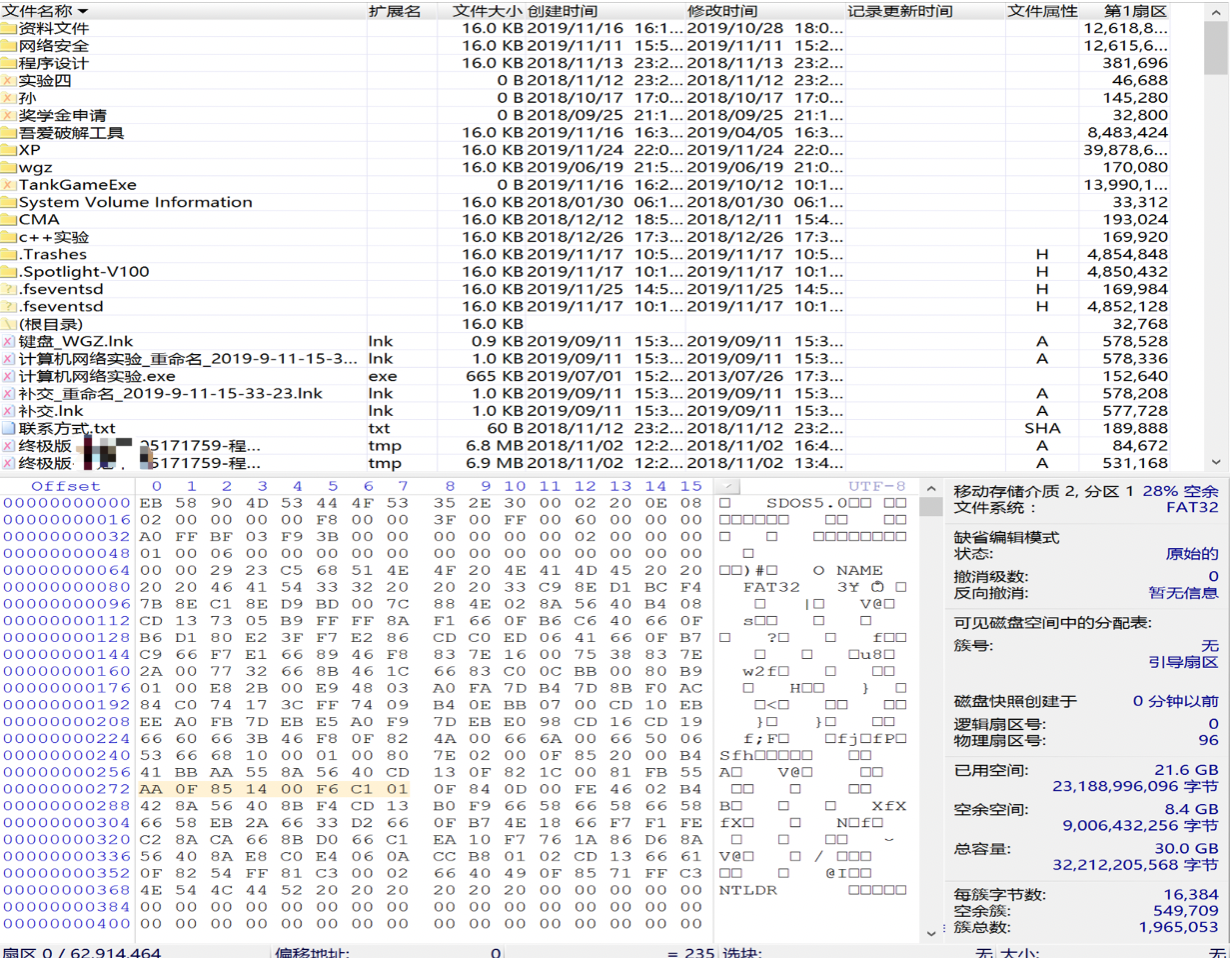 文件名称 扩展名 文件大小 创建时间 修改时间 记录更新时间 文件属性 第1扇区
资料文件 16.0 KB 2019/11/16 16:1... 2019/10/28 18:0... 12,618,8...
网络安全 16.0 KB 2019/11/11 15:5... 2019/11/11 15:2... 12,615,6...
程序设计 16.0 KB 2018/11/13 23:2... 2018/11/13 23:2... 381,696
实验四 0 B 2018/11/12 23:2... 2018/11/12 23:2... 46,688
孙 0 B 2018/10/17 17:0... 2018/10/17 17:0... 145,280
奖学金申请 0 B 2018/09/25 21:1... 2018/09/25 21:1... 32,800
吾爱破解工具 16.0 KB 2019/11/16 16:3... 2019/04/05 16:3... 8,483,424
XP 16.0 KB 2019/11/24 22:0... 2019/11/24 22:0... 39,878,6...
wgz 16.0 KB 2019/06/19 21:5... 2019/06/19 21:0... 170,080
TankGameExe 0 B 2019/11/16 16:2... 2019/10/12 10:1... 13,990,1...
System Volume Information 16.0 KB 2018/01/30 06:1... 2018/01/30 06:1... 33,312
CMA 16.0 KB 2018/12/12 18:5... 2018/12/11 15:4... 193,024
c++实验 16.0 KB 2018/12/26 17:3... 2018/12/26 17:3... 169,920
.Trashes 16.0 KB 2019/11/17 10:5... 2019/11/17 10:5... H 4,854,848
.Spotlight-V100 16.0 KB 2019/11/17 10:1... 2019/11/17 10:1... H 4,850,432
.fseventsd 16.0 KB 2019/11/25 14:5... 2019/11/25 14:5... H 169,984
.fseventsd 16.0 KB 2019/11/17 10:1... 2019/11/17 10:1... H 4,852,128
(根目录) 16.0 KB 32,768
键盘_WGZ.lnk lnk 0.9 KB 2019/09/11 15:3... 2019/09/11 15:3... A 578,528
计算机网络实验_重命名_2019-9-11-15-3... lnk 1.0 KB 2019/09/11 15:3... 2019/09/11 15:3... A 578,336
计算机网络实验.exe exe 665 KB 2019/07/01 15:2... 2013/07/26 17:3... 152,640
补交_重命名_2019-9-11-15-33-23.lnk lnk 1.0 KB 2019/09/11 15:3... 2019/09/11 15:3... A 578,208
补交.lnk lnk 1.0 KB 2019/09/11 15:3... 2019/09/11 15:3... A 577,728
联系方式.txt txt 60 B 2018/11/12 23:2... 2018/11/12 23:2... SHA 189,888
终极版 05171759-程... tmp 6.8 MB 2018/11/02 12:2... 2018/11/02 16:4... A 84,672
终极版 5171759-程... tmp 6.9 MB 2018/11/02 12:2... 2018/11/02 13:4... A 531,168
Offset 0 1 2 3 4 5 6 7 8 9 10 11 12 13 14 15 UTF-8
00000000000 EB 58 90 4D 53 44 4F 53 35 2E 30 00 02 20 0E 08 SDOS5.0
00000000016 02 00 00 00 00 F8 00 00 3F 00 FF 00 60 00 00 00
00000000032 A0 FF BF 03 F9 3B 00 00 00 00 00 00 02 00 00 00
00000000048 01 00 06 00 00 00 00 00 00 00 00 00 00 00 00 00
00000000064 00 00 29 23 C5 68 51 4E 4F 20 4E 41 4D 45 20 20 )# O NAME
00000000080 20 20 46 41 54 33 32 20 20 20 33 C9 8E D1 BC F4 FAT32 3
00000000096 7B 8E C1 8E D9 BD 00 7C 88 4E 02 8A 56 40 B4 08 | V@
00000000112 CD 13 73 05 B9 FF FF 8A F1 66 0F B6 C6 40 66 0F s
00000000128 B6 D1 80 E2 3F F7 E2 86 CD C0 ED 06 41 66 0F B7 ? f
00000000144 C9 66 F7 E1 66 89 46 F8 83 7E 16 00 75 38 83 7E u8
00000000160 2A 00 77 32 66 8B 46 1C 66 83 C0 0C BB 00 80 B9 w2f
00000000176 01 00 E8 2B 00 E9 48 03 A0 FA 7D B4 7D 8B F0 AC H }
00000000192 84 C0 74 17 3C FF 74 09 B4 0E BB 07 00 CD 10 EB <
00000000208 EE A0 FB 7D EB E5 A0 F9 7D EB E0 98 CD 16 CD 19 } }
00000000224 66 60 66 3B 46 F8 0F 82 4A 00 66 6A 00 66 50 06 f;F fj fP
00000000240 53 66 68 10 00 01 00 80 7E 02 00 0F 85 20 00 B4 Sfh
00000000256 41 BB AA 55 8A 56 40 CD 13 0F 82 1C 00 81 FB 55 A V@
00000000272 AA 0F 85 14 00 F6 C1 01 0F 84 0D 00 FE 46 02 B4
00000000288 42 8A 56 40 8B F4 CD 13 B0 F9 66 58 66 58 66 58 B XfX
00000000304 66 58 EB 2A 66 33 D2 66 0F B7 4E 18 66 F7 F1 FE fX N f
00000000320 C2 8A CA 66 8B D0 66 C1 EA 10 F7 76 1A 86 D6 8A
00000000336 56 40 8A E8 C0 E4 06 0A CC B8 01 02 CD 13 66 61 V@ /
00000000352 0F 82 54 FF 81 C3 00 02 66 40 49 0F 85 71 FF C3 @I
00000000368 4E 54 4C 44 52 20 20 20 20 20 20 00 00 00 00 00 NTLDR
00000000384 00 00 00 00 00 00 00 00 00 00 00 00 00 00 00 00
00000000400 00 00 00 00 00 00 00 00 00 00 00 00 00 00 00 00
移动存储介质 2, 分区 1 28% 空余
文件系统： FAT32
缺省编辑模式
状态: 原始的
撤消级数: 0
反向撤消: 暂无信息
可见磁盘空间中的分配表:
簇号: 无
引导扇区
磁盘快照创建于 0 分钟以前
逻辑扇区号: 0
物理扇区号: 96
已用空间: 21.6 GB
23,188,996,096 字节
空余空间: 8.4 GB
9,006,432,256 字节
总容量: 30.0 GB
32,212,205,568 字节
每簇字节数: 16,384
空余簇: 549,709
簇总数: 1,965,053
扇区 0 / 62,914,464 偏移地址: 0 = 235 选块: 无 大小: 无